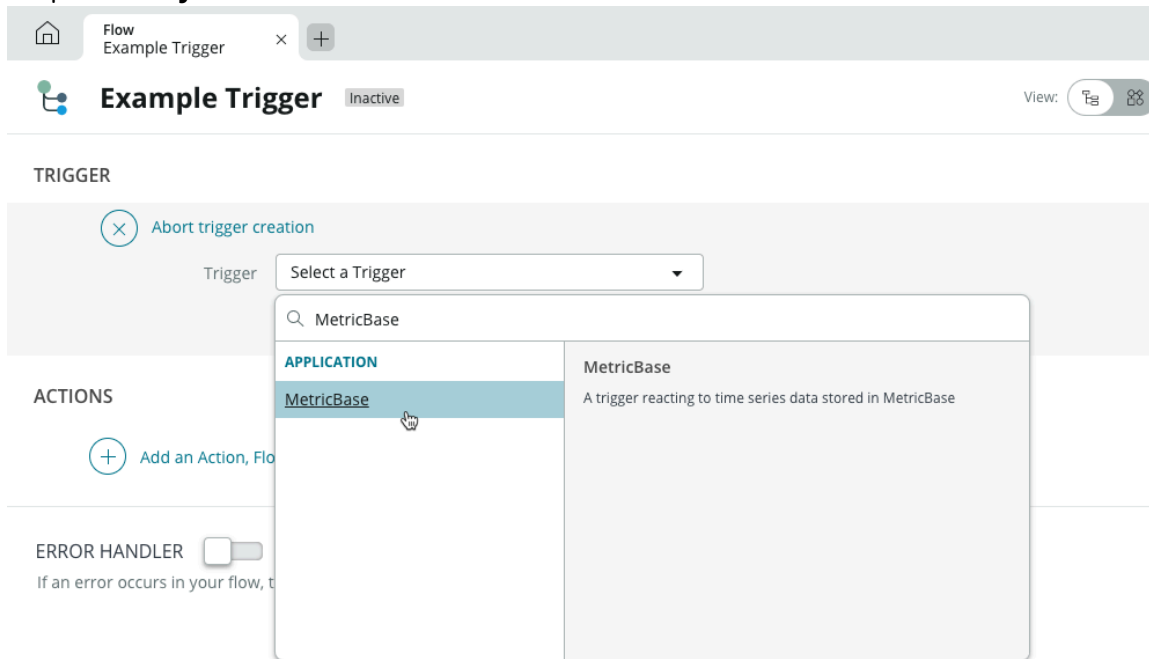 Flow
Example Trigger
Example Trigger
Inactive
View:
TRIGGER
Abort trigger creation
Trigger
Select a Trigger
MetricBase
APPLICATION
MetricBase
MetricBase
A trigger reacting to time series data stored in MetricBase
ACTIONS
Add an Action, Flo
ERROR HANDLER
If an error occurs in your flow, t